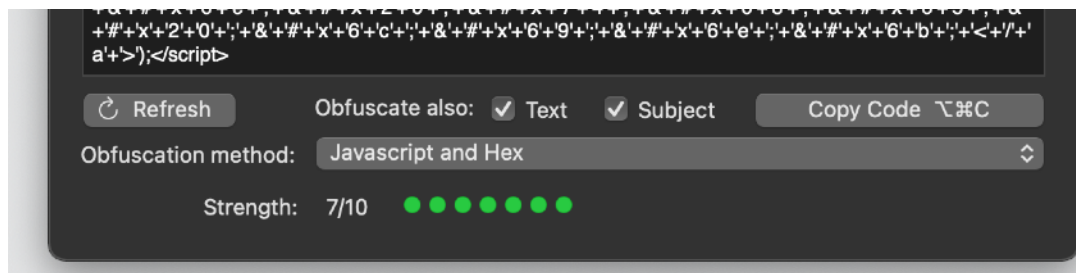 +'#'+'x'+'2'+'0'+';'+'&'+'#'+'x'+'6'+'c'+';'+'&'+'#'+'x'+'6'+'9'+';'+'&'+'#'+'x'+'6'+'e'+';'+'&'+'#'+'x'+'6'+'b'+';'+'<'+'/'+'
a'+'>');</script>
Refresh Obfuscate also: Text Subject Copy Code ⌥⌘C
Obfuscation method: Javascript and Hex
Strength: 7/10